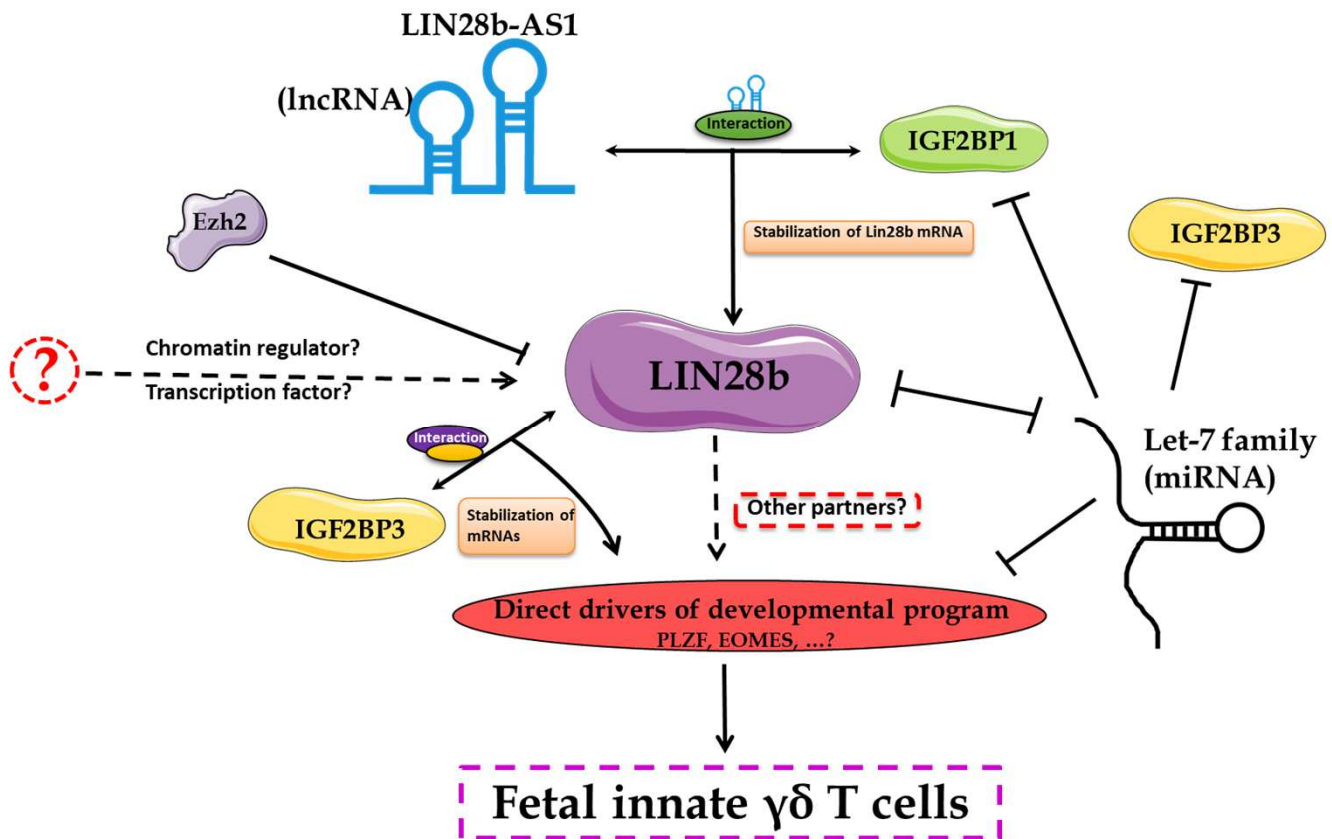 LIN28b-AS1
(lncRNA)
Interaction
IGF2BP1
Ezh2
Stabilization of Lin28b mRNA
IGF2BP3
?
Chromatin regulator?
Transcription factor?
LIN28b
Let-7 family
(miRNA)
Interaction
IGF2BP3
Stabilization of
mRNAs
Other partners?
Direct drivers of developmental program
PLZF, EOMES, …?
Fetal innate γδ T cells